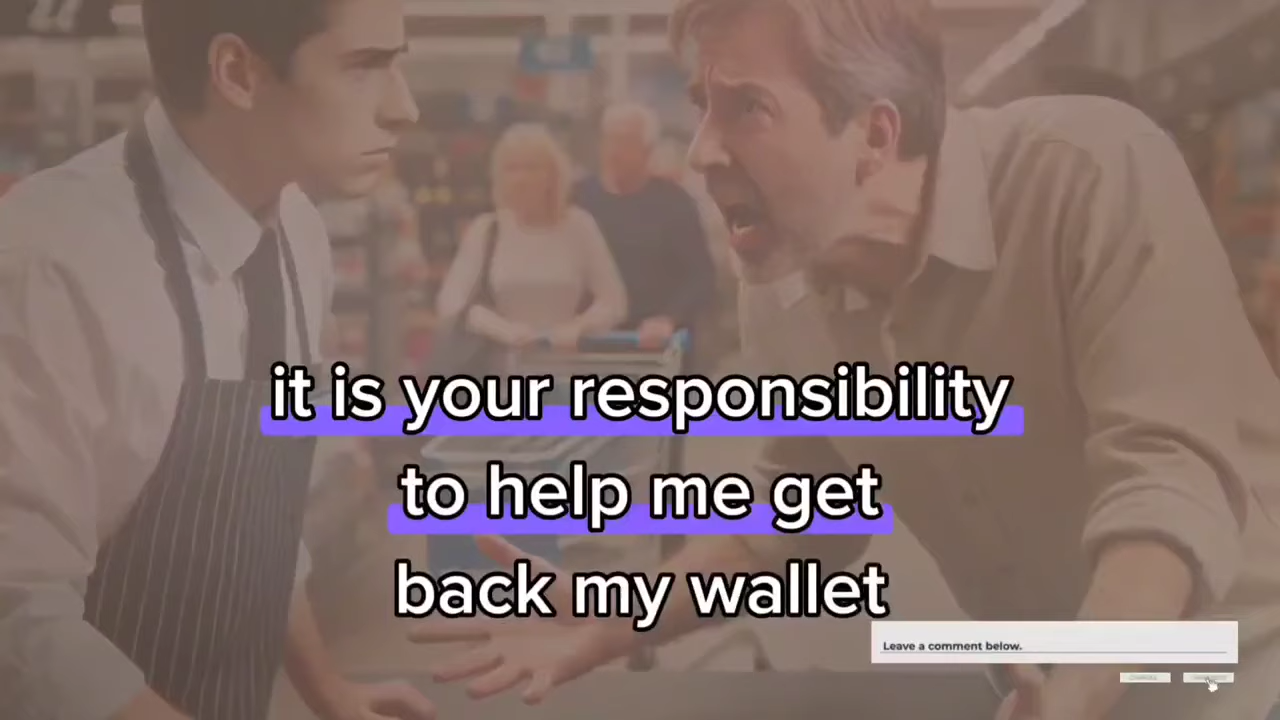 it is your responsibility
to help me get
back my wallet
Leave a comment below.